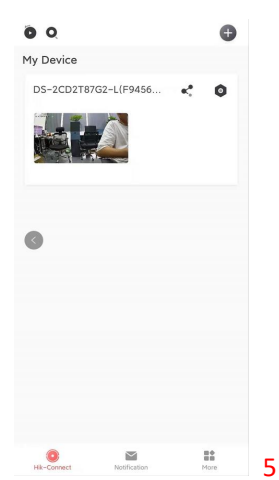 My Device
DS-2CD2T87G2-L(F9456...
Hik-Connect
Notification
More
5